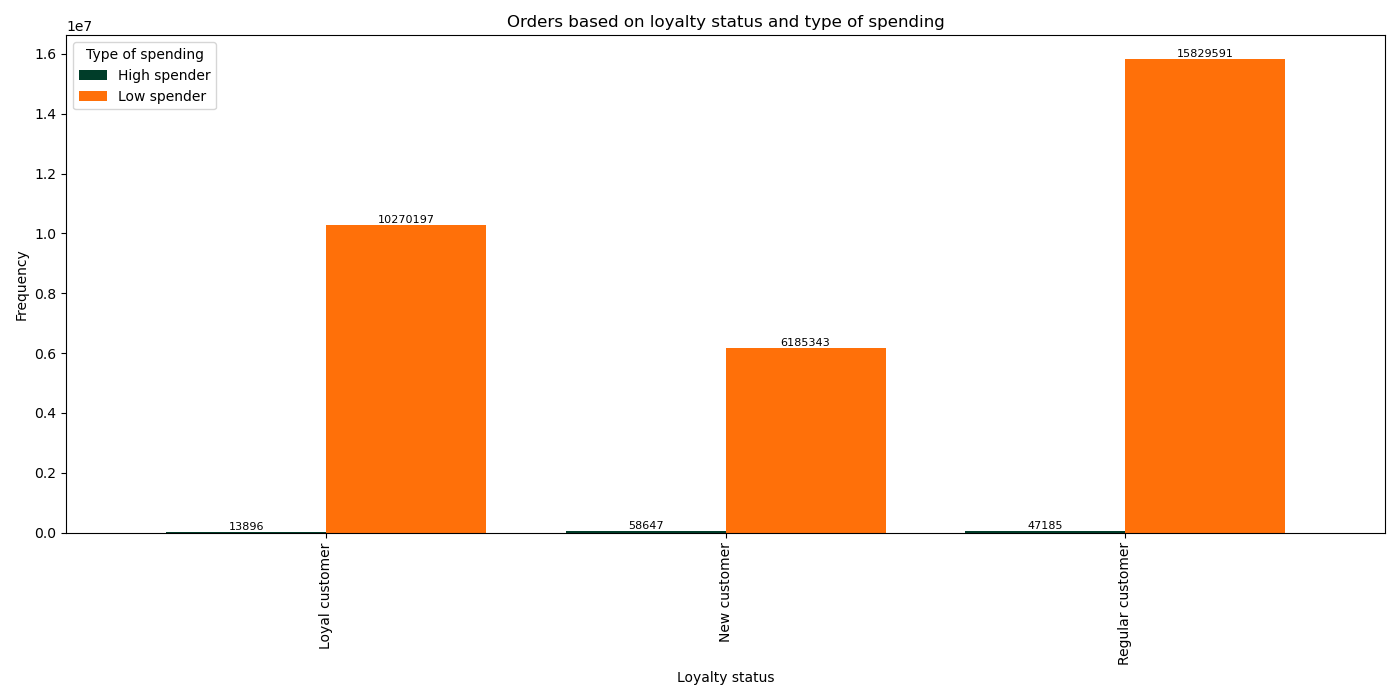 Orders based on loyalty status and type of spending
1e7
Type of spending
High spender
Low spender
1.6
1.4
1.2
1.0
0.8
0.6
0.4
0.2
0.0
Frequency
13896
10270197
58647
6185343
47185
15829591
Loyal customer
New customer
Regular customer
Loyalty status